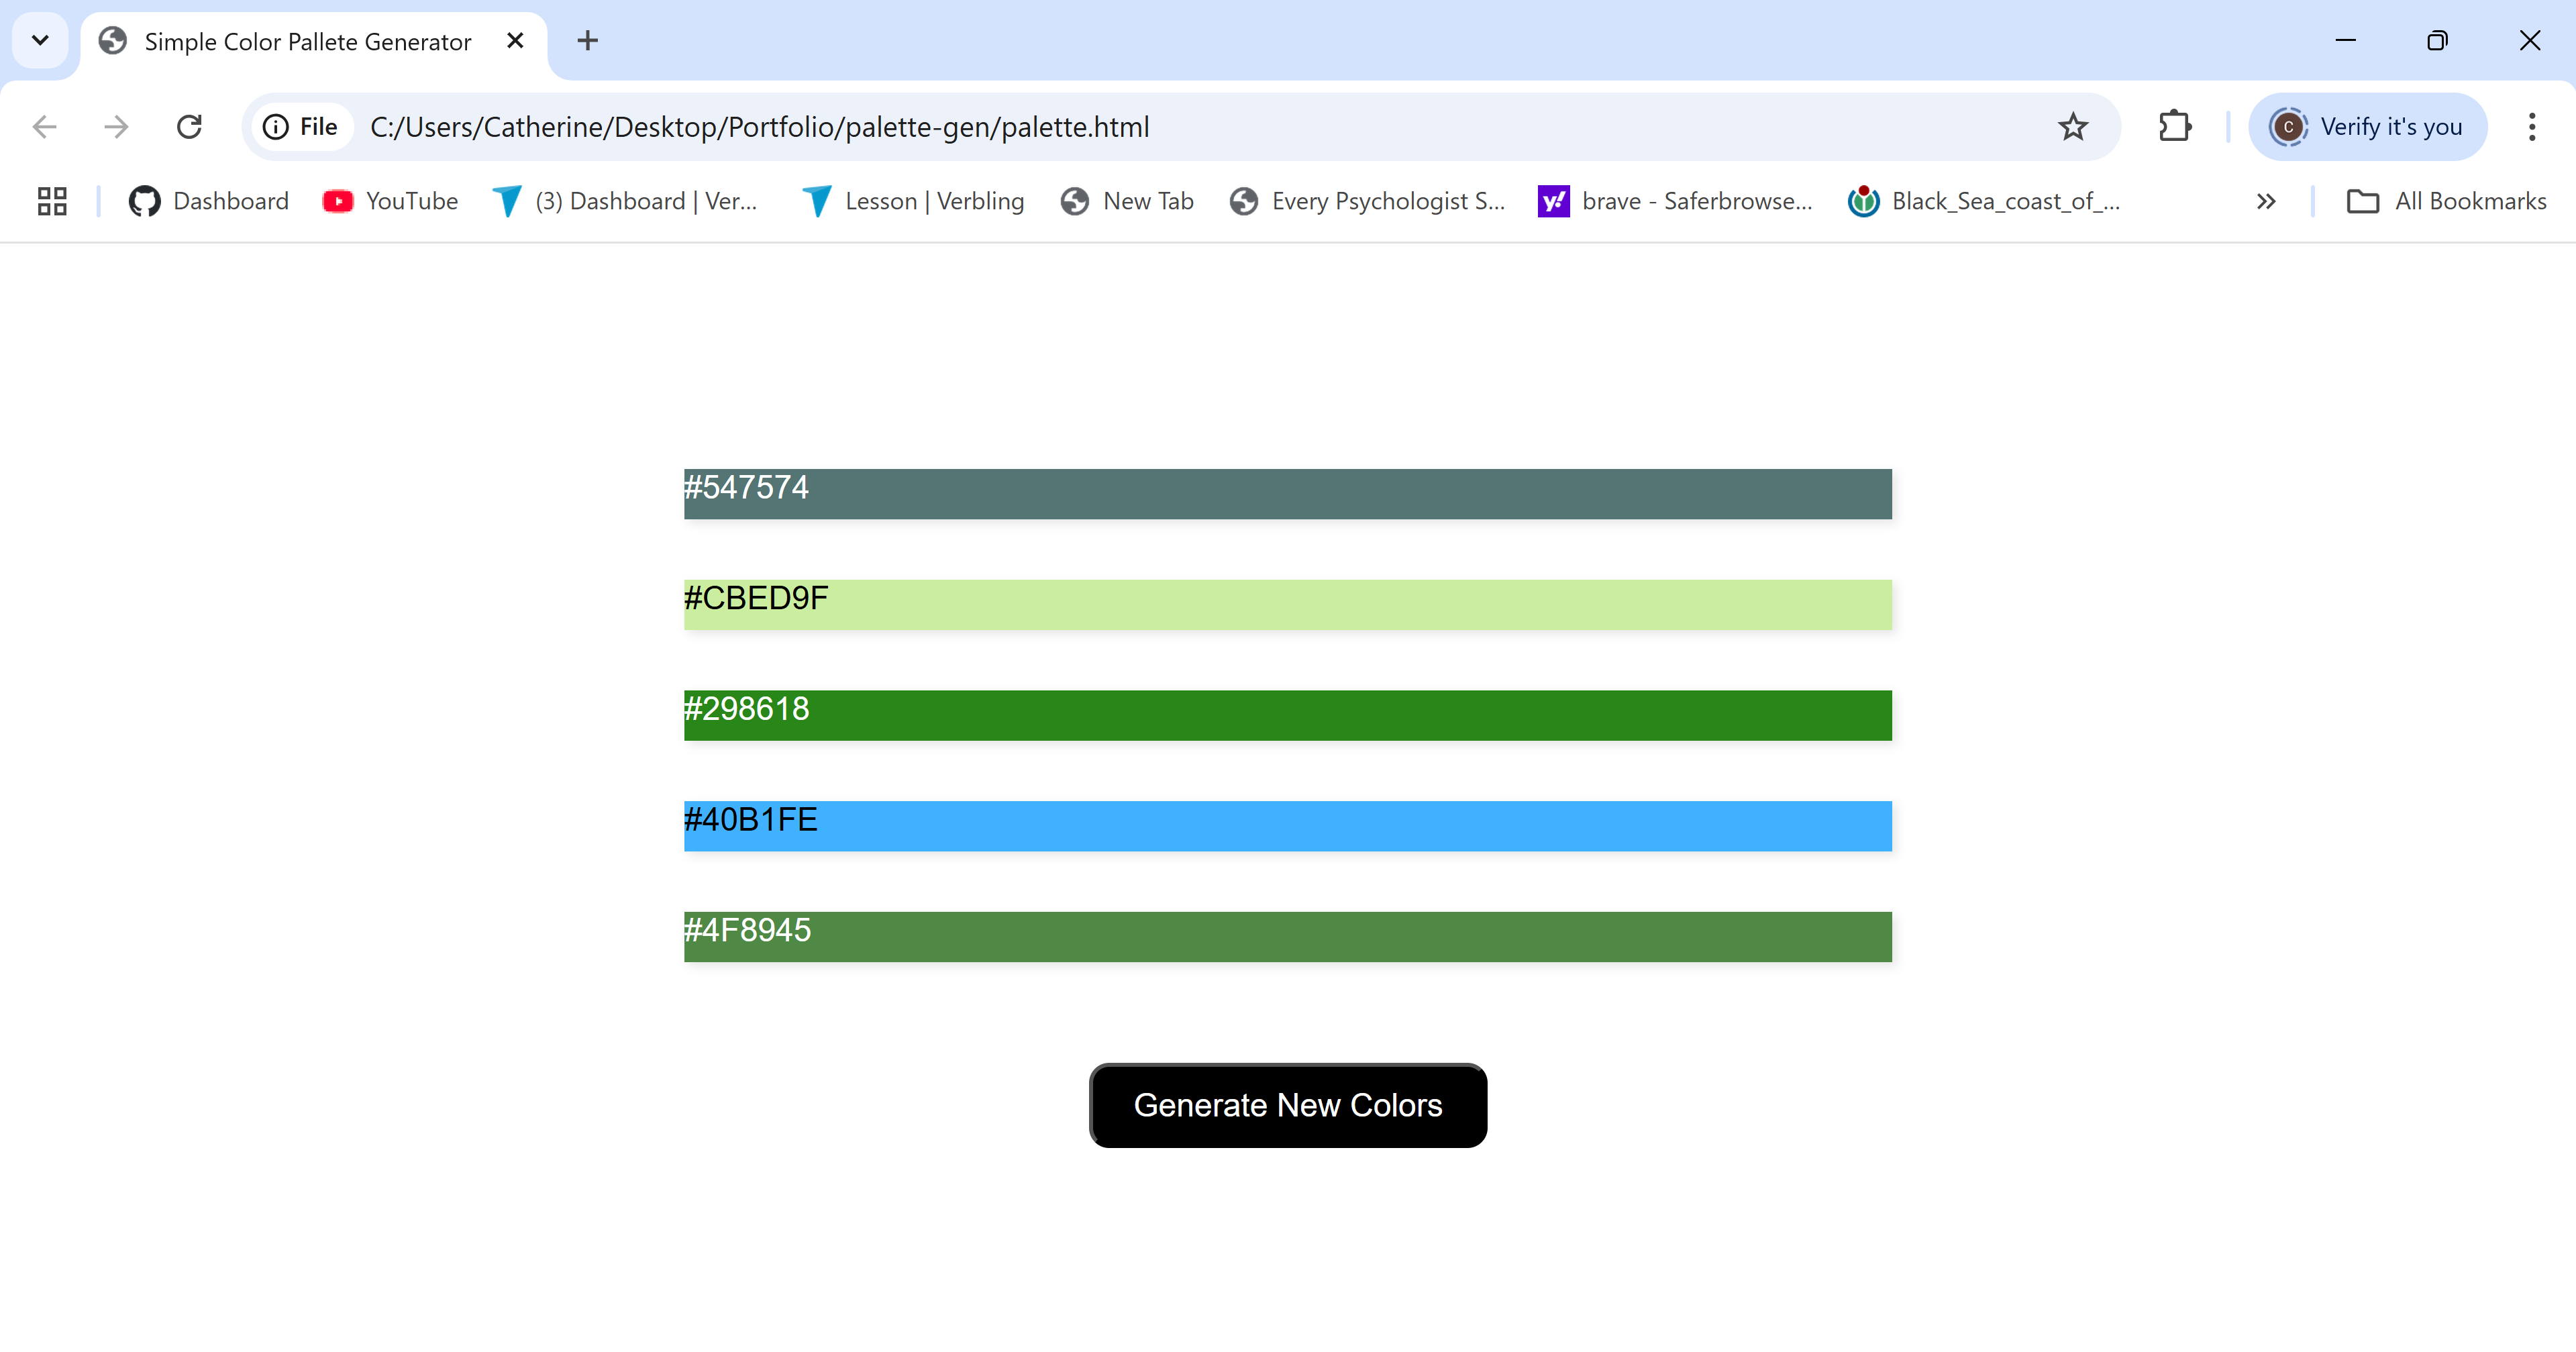 Simple Color Pallete Generator
File C:/Users/Catherine/Desktop/Portfolio/palette-gen/palette.html C Verify it's you
Dashboard YouTube (3) Dashboard | Ver... Lesson | Verbling New Tab Every Psychologist S... y! brave - Saferbrowse... Black_Sea_coast_of_... All Bookmarks
#547574
#CBED9F
#298618
#40B1FE
#4F8945
Generate New Colors